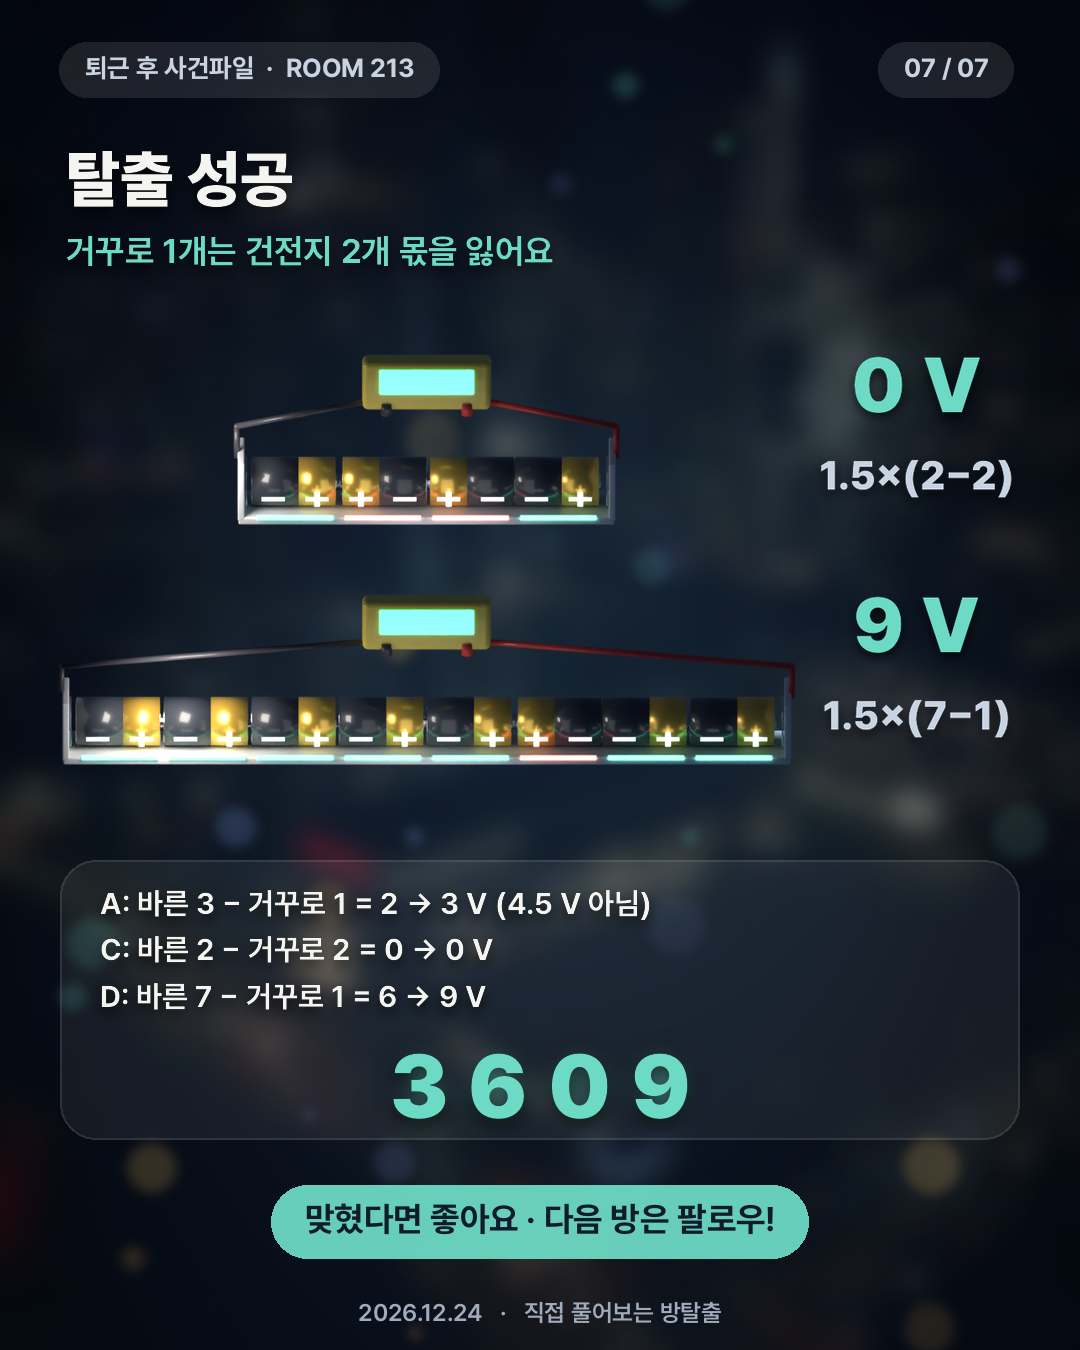 퇴근 후 사건파일 · ROOM 213
07 / 07
탈출 성공
거꾸로 1개는 건전지 2개 몫을 잃어요
0 V
1.5×(2−2)
− + + − + − − +
9 V
1.5×(7−1)
− + − + − + − + − + + − − + − +
A: 바른 3 − 거꾸로 1 = 2 → 3 V (4.5 V 아님)
C: 바른 2 − 거꾸로 2 = 0 → 0 V
D: 바른 7 − 거꾸로 1 = 6 → 9 V
3 6 0 9
맞혔다면 좋아요 · 다음 방은 팔로우!
2026.12.24 · 직접 풀어보는 방탈출